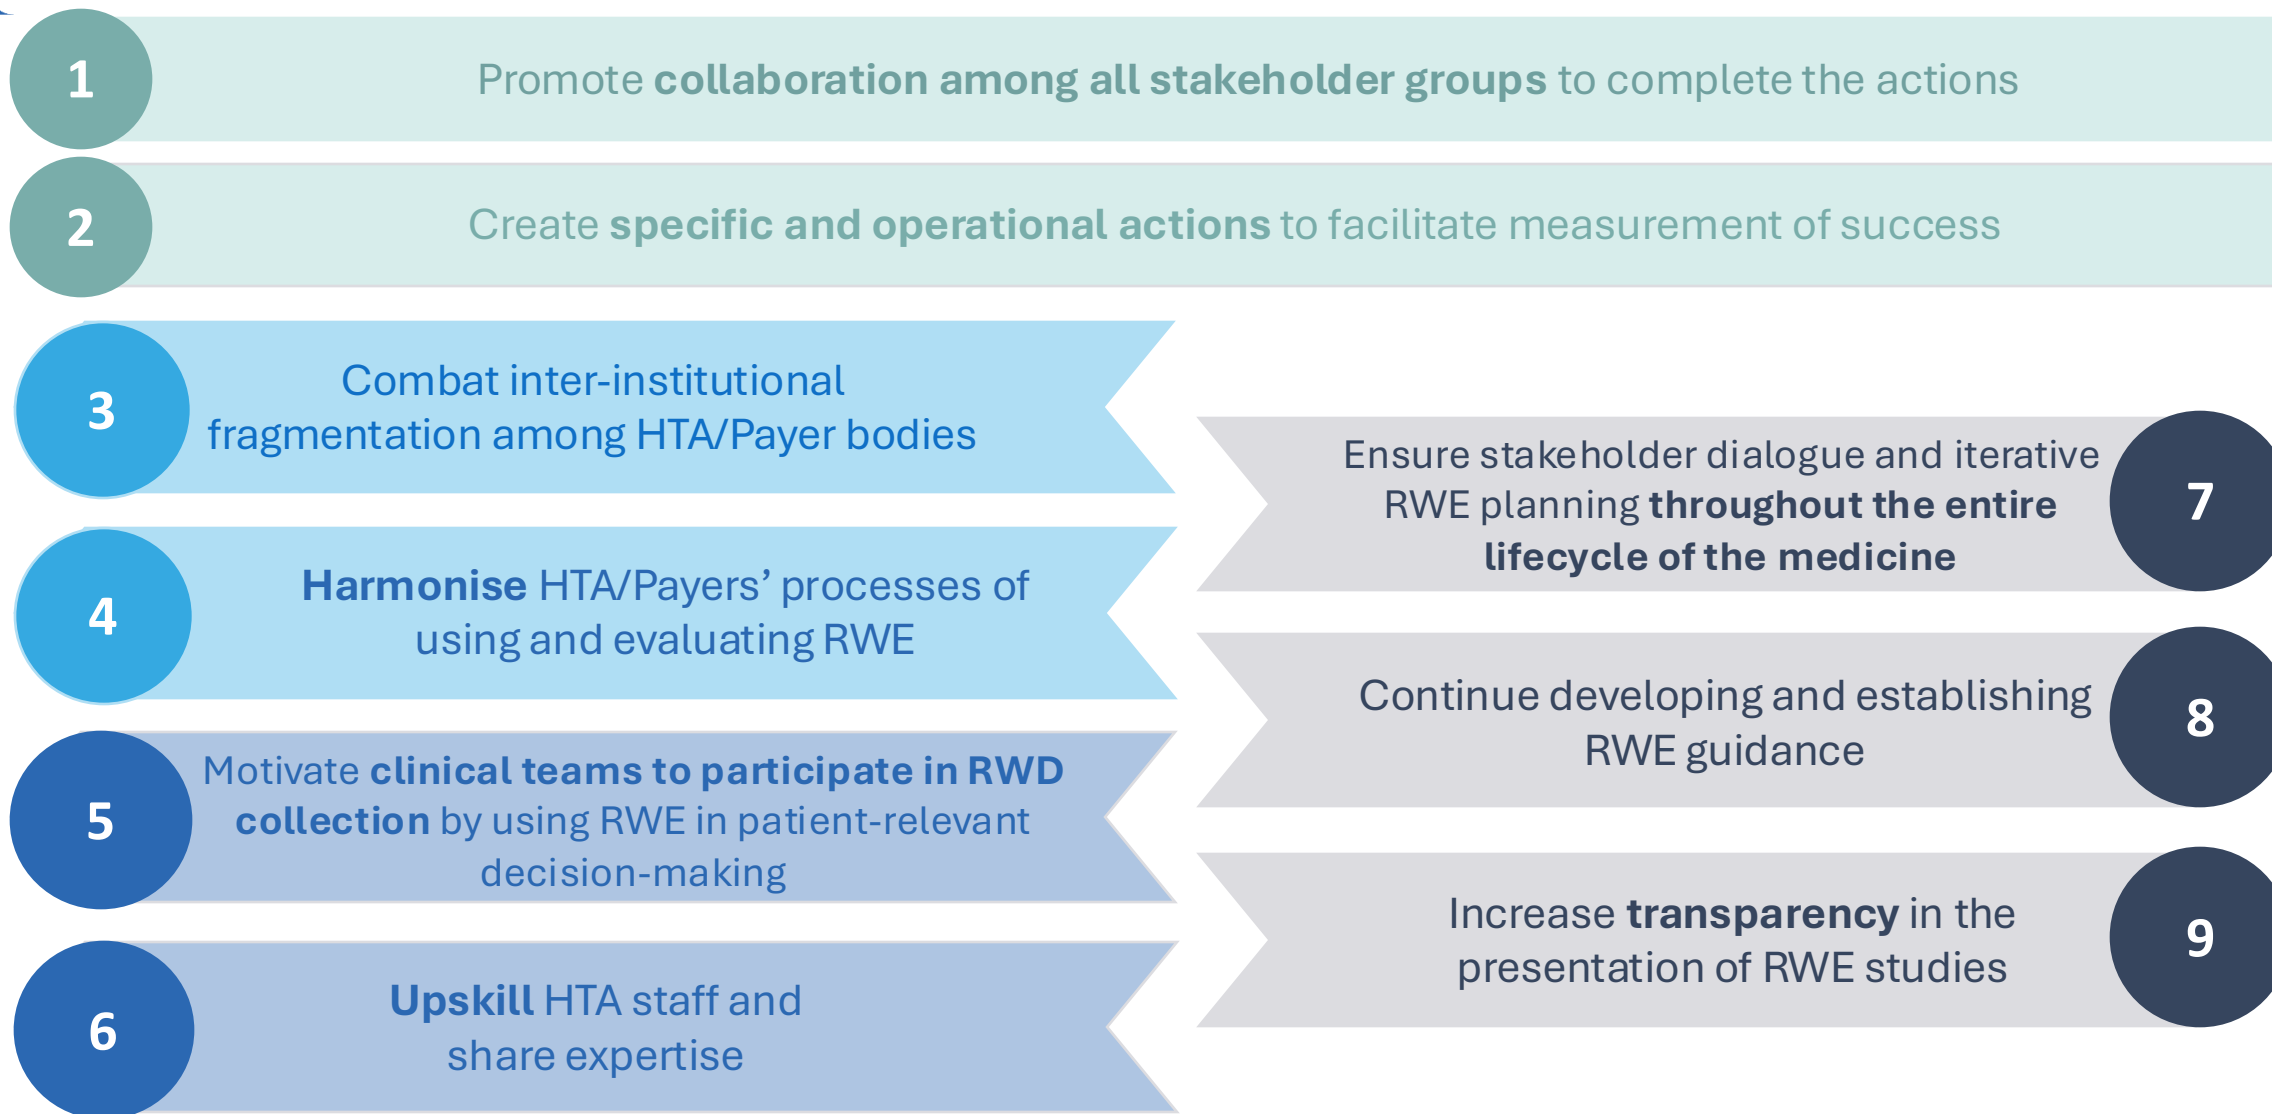 1
Promote collaboration among all stakeholder groups to complete the actions
2
Create specific and operational actions to facilitate measurement of success
3
Combat inter-institutional
fragmentation among HTA/Payer bodies
4
Harmonise HTA/Payers’ processes of
using and evaluating RWE
5
Motivate clinical teams to participate in RWD
collection by using RWE in patient-relevant
decision-making
6
Upskill HTA staff and
share expertise
Ensure stakeholder dialogue and iterative
RWE planning throughout the entire
lifecycle of the medicine
7
Continue developing and establishing
RWE guidance
8
Increase transparency in the
presentation of RWE studies
9